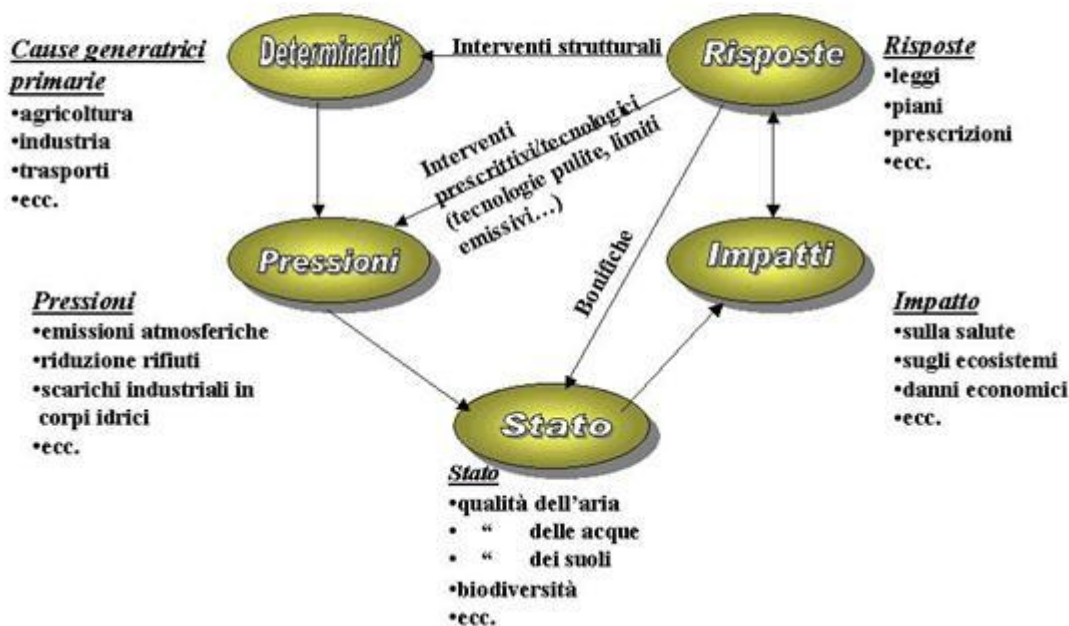 Determinanti
Interventi strutturali
Risposte
Cause generatrici
primarie
•agricoltura
•industria
•trasporti
•ecc.
Risposte
•leggi
•piani
•prescrizioni
•ecc.
Interventi
prescrittivi/tecnologici
(tecnologie pulite, limiti
emissivi…)
Bonifiche
Pressioni
Impatti
Pressioni
•emissioni atmosferiche
•riduzione rifiuti
•scarichi industriali in
corpi idrici
•ecc.
Impatto
•sulla salute
•sugli ecosistemi
•danni economici
•ecc.
Stato
Stato
•qualità dell’aria
• “ delle acque
• “ dei suoli
•biodiversità
•ecc.